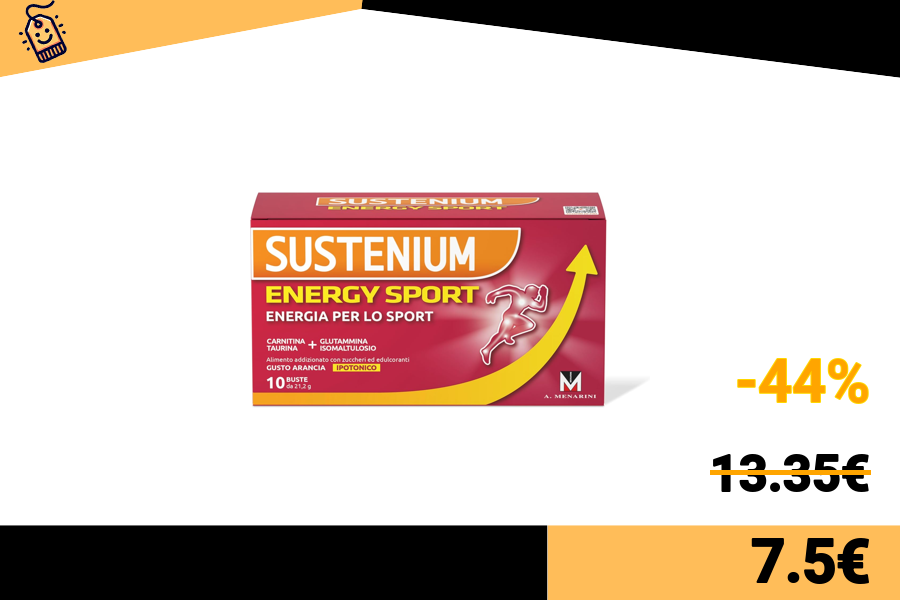 SUSTENIUM
ENERGY SPORT
SUSTENIUM
ENERGY SPORT
ENERGIA PER LO SPORT
CARNITINA
TAURINA
+
GLUTAMMINA
ISOMALTULOSIO
Alimento addizionato con zuccheri ed edulcoranti
GUSTO ARANCIA IPOTONICO
10 BUSTE
da 21,2 g
M
A. MENARINI
-44%
13.35€
7.5€